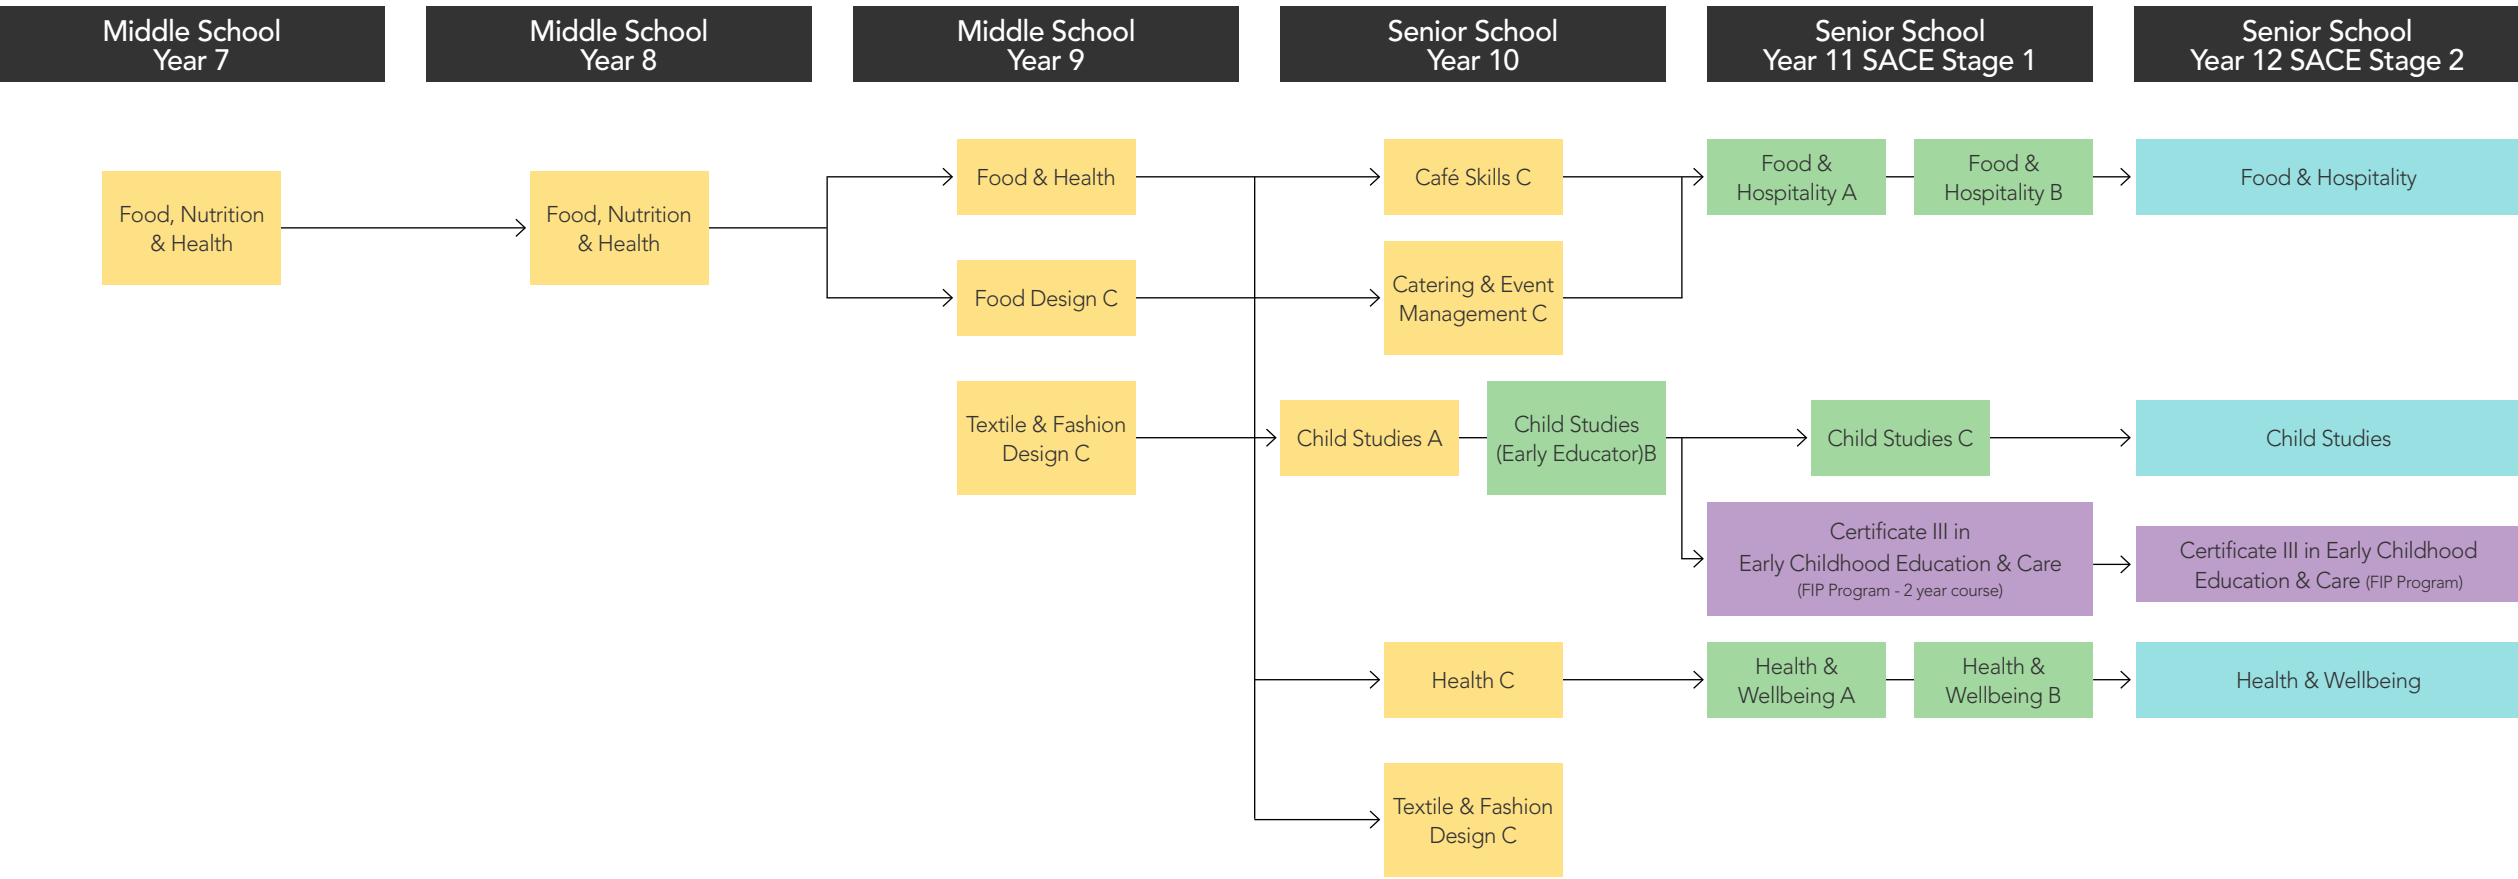 Middle School
Year 7
Middle School
Year 8
Middle School
Year 9
Senior School
Year 10
Senior School
Year 11 SACE Stage 1
Senior School
Year 12 SACE Stage 2
Food, Nutrition
& Health
Food, Nutrition
& Health
Food & Health
Food Design C
Textile & Fashion
Design C
Café Skills C
Catering & Event
Management C
Child Studies A
Child Studies
(Early Educator)B
Health C
Textile & Fashion
Design C
Food &
Hospitality A
Food &
Hospitality B
Child Studies C
Certificate III in
Early Childhood Education & Care
(FIP Program - 2 year course)
Health &
Wellbeing A
Health &
Wellbeing B
Food & Hospitality
Child Studies
Certificate III in Early Childhood
Education & Care (FIP Program)
Health & Wellbeing